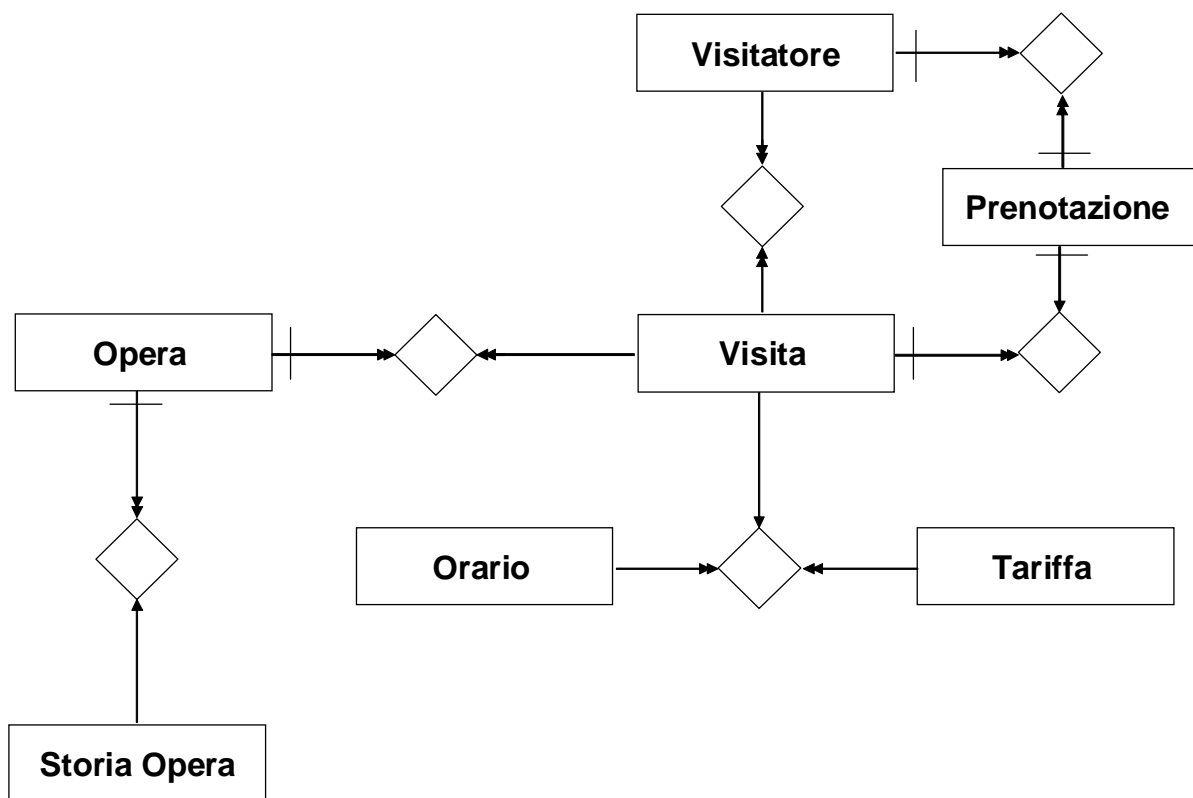 Visitatore
Prenotazione
Opera
Visita
Orario
Tariffa
Storia Opera